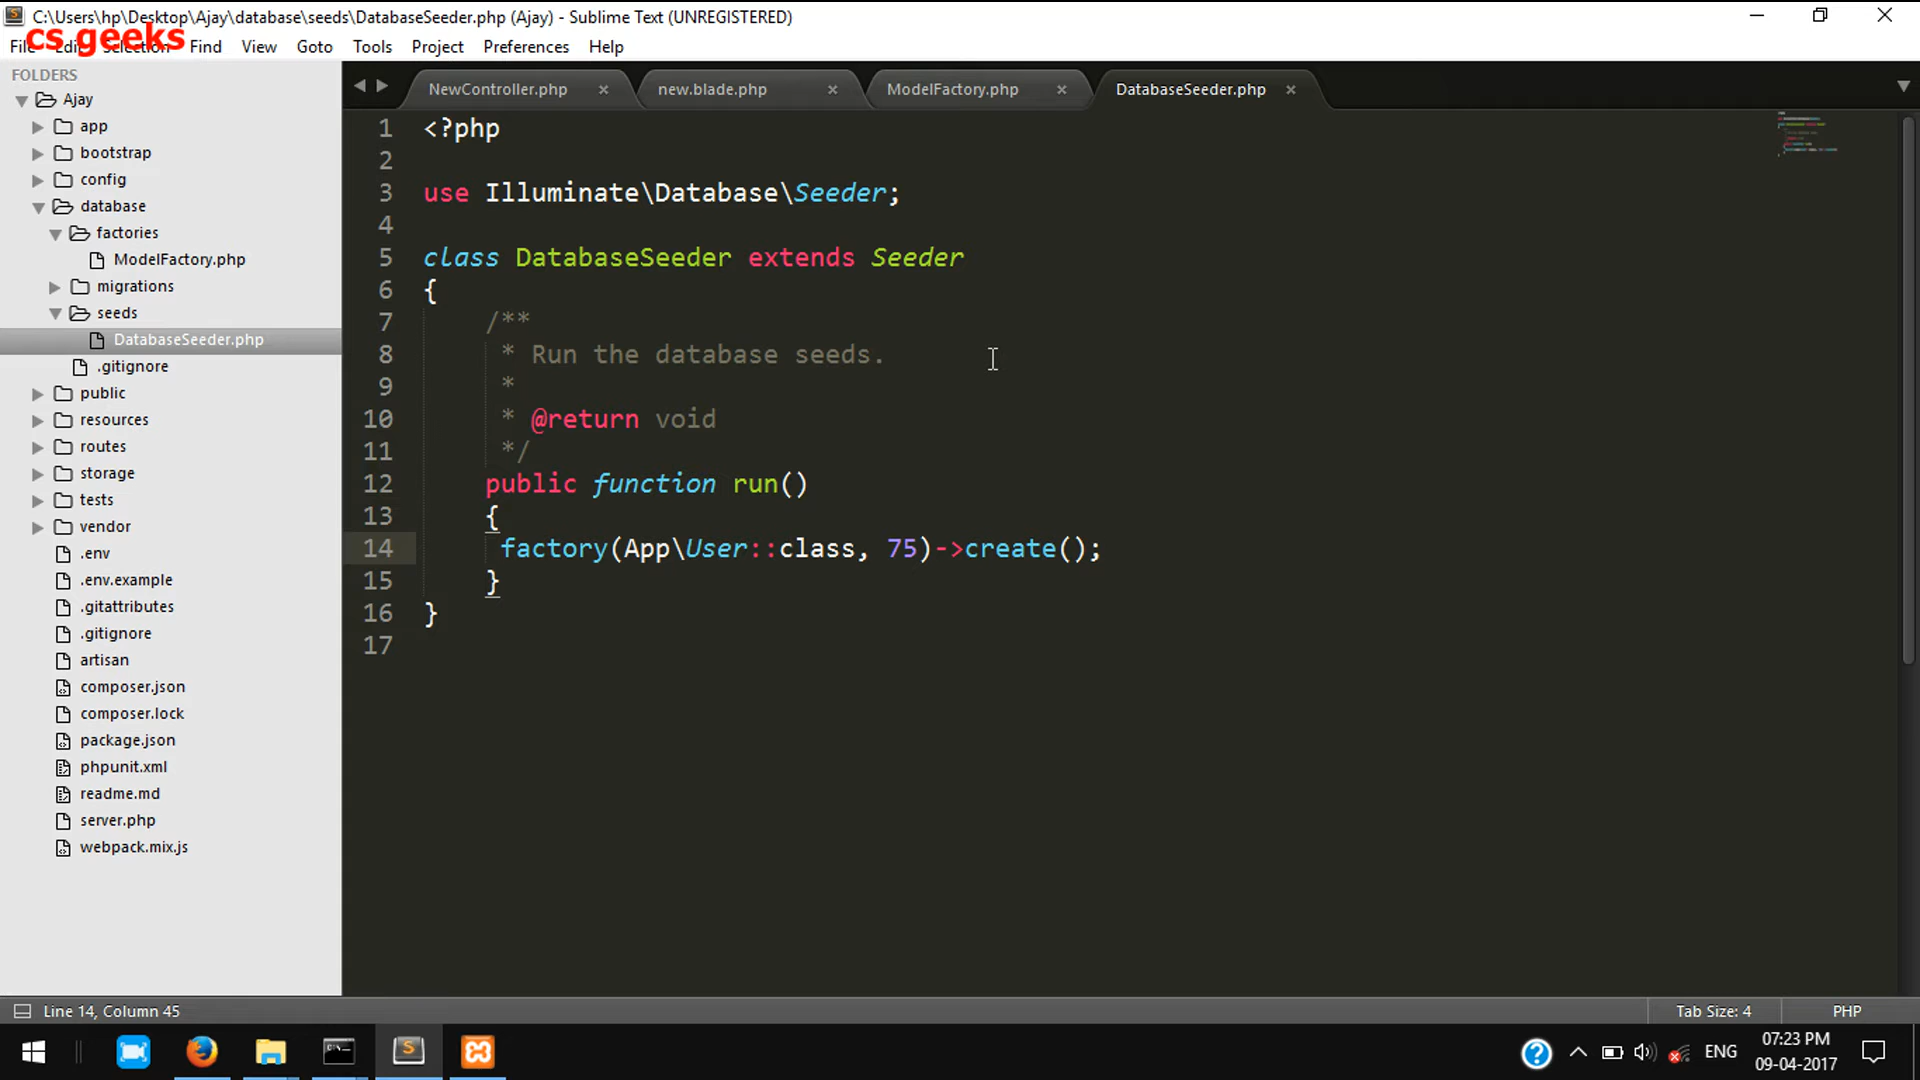 C:\Users\hp\Desktop\Ajay\database\seeds\DatabaseSeeder.php (Ajay) - Sublime Text (UNREGISTERED)
cs geeks
File Edit Selection Find View Goto Tools Project Preferences Help
FOLDERS
Ajay
app
bootstrap
config
database
factories
ModelFactory.php
migrations
seeds
DatabaseSeeder.php
.gitignore
public
resources
routes
storage
tests
vendor
.env
.env.example
.gitattributes
.gitignore
artisan
composer.json
composer.lock
package.json
phpunit.xml
readme.md
server.php
webpack.mix.js
NewController.php new.blade.php ModelFactory.php DatabaseSeeder.php
1 <?php
2
3 use Illuminate\Database\Seeder;
4
5 class DatabaseSeeder extends Seeder
6 {
7 /**
8 * Run the database seeds.
9 *
10 * @return void
11 */
12 public function run()
13 {
14 factory(App\User::class, 75)->create();
15 }
16 }
17
Line 14, Column 45 Tab Size: 4 PHP
ENG
07:23 PM
09-04-2017